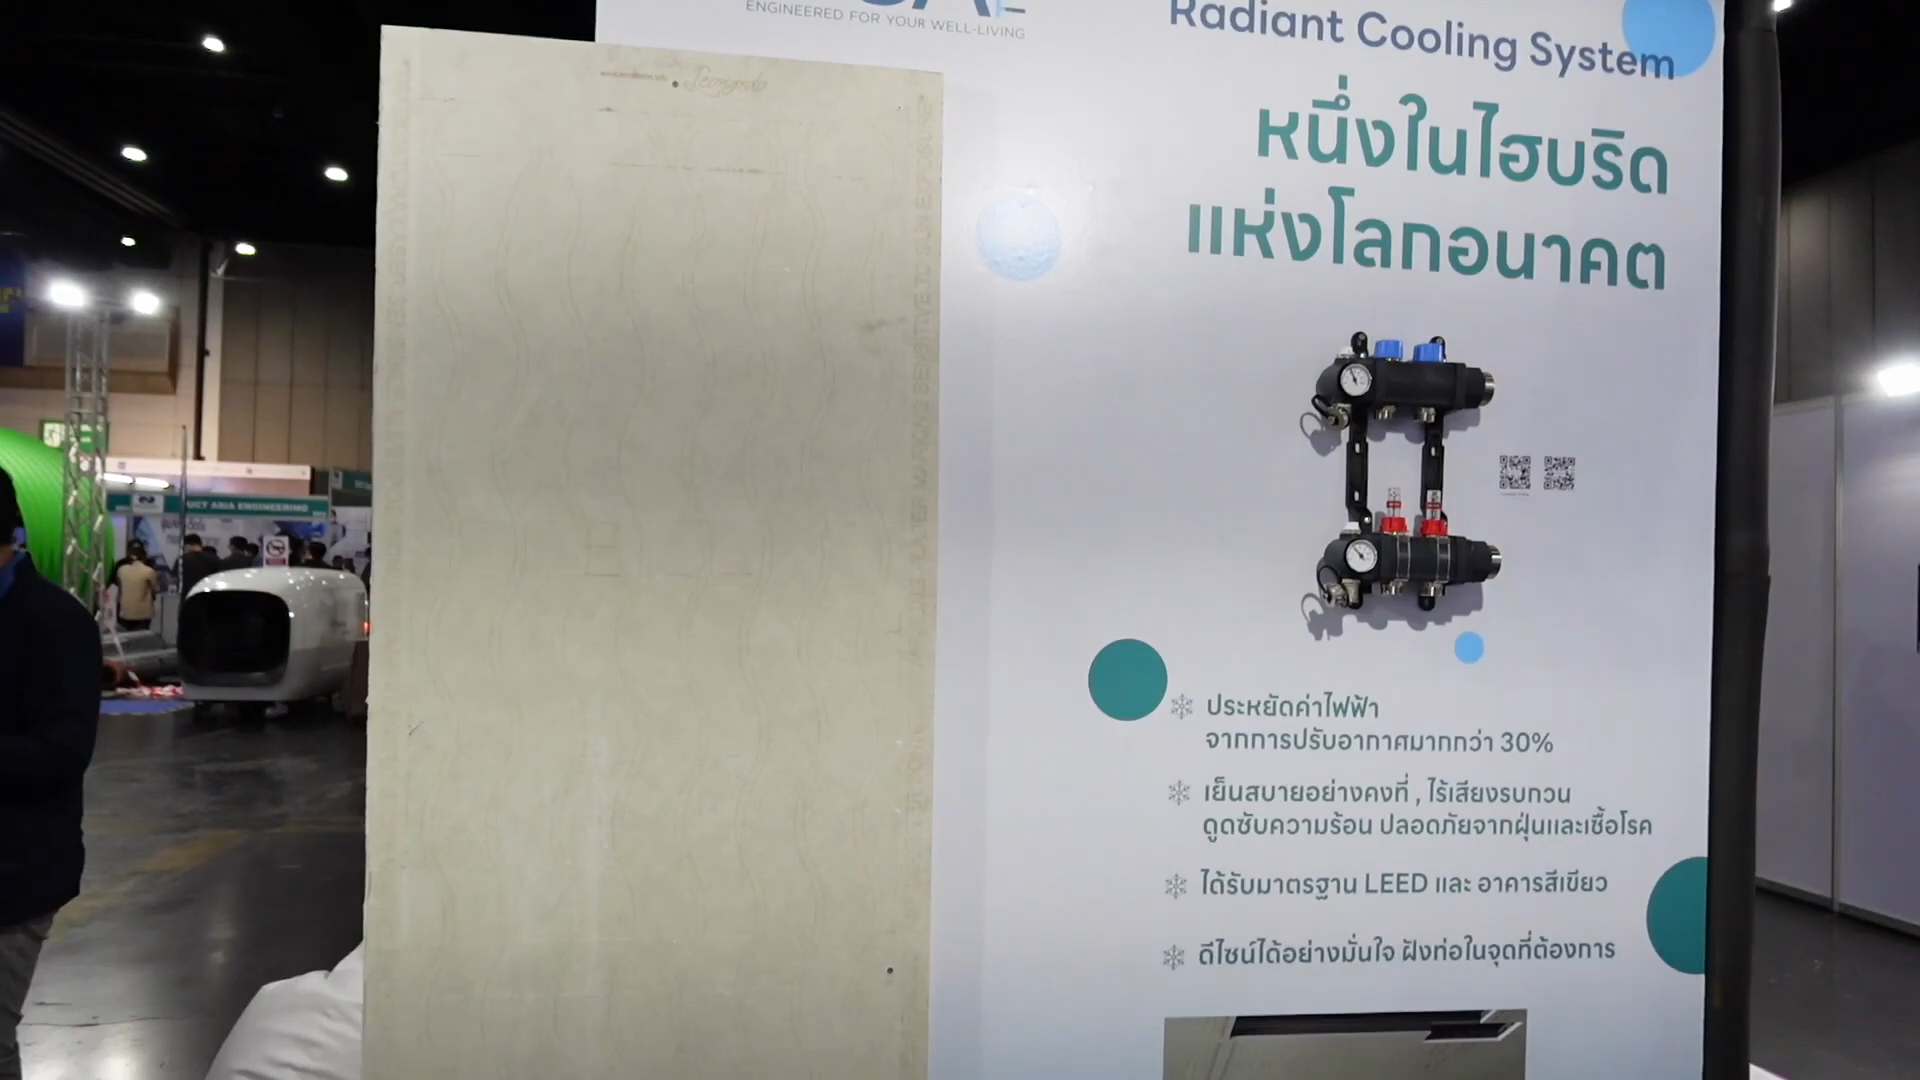 ENGINEERED FOR YOUR WELL-LIVING
Radiant Cooling System
หนึ่งในไฮบริด
แห่งโลกอนาคต
ประหยัดค่าไฟฟ้า
จากการปรับอากาศมากกว่า 30%
เย็นสบายอย่างคงที่ , ไร้เสียงรบกวน
ดูดซับความร้อน ปลอดภัยจากฝุ่นและเชื้อโรค
ได้รับมาตรฐาน LEED และ อาคารสีเขียว
ดีไซน์ได้อย่างมั่นใจ ฝังท่อในจุดที่ต้องการ
ASIA ENGINEERING